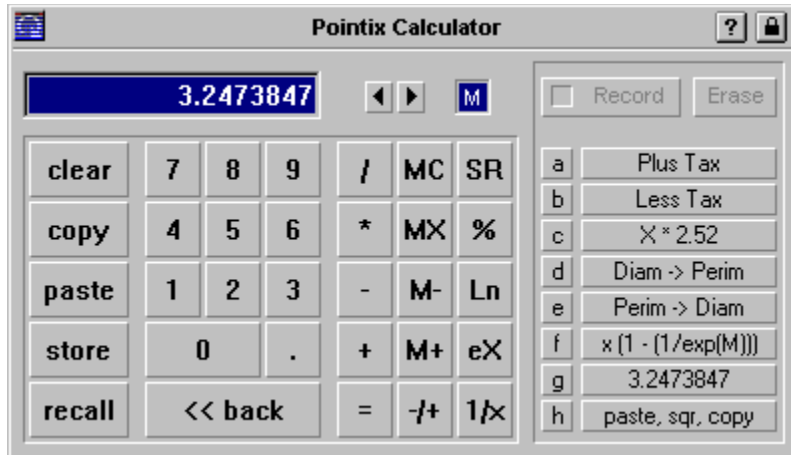 Pointix Calculator ?
3.2473847 M Record Erase
clear 7 8 9 / MC SR a Plus Tax
b Less Tax
copy 4 5 6 * MX % c X * 2.52
d Diam -> Perim
paste 1 2 3 - M- Ln e Perim -> Diam
store 0 . + M+ eX f x (1 - (1/exp(M)))
g 3.2473847
recall << back = -/+ 1/x h paste, sqr, copy